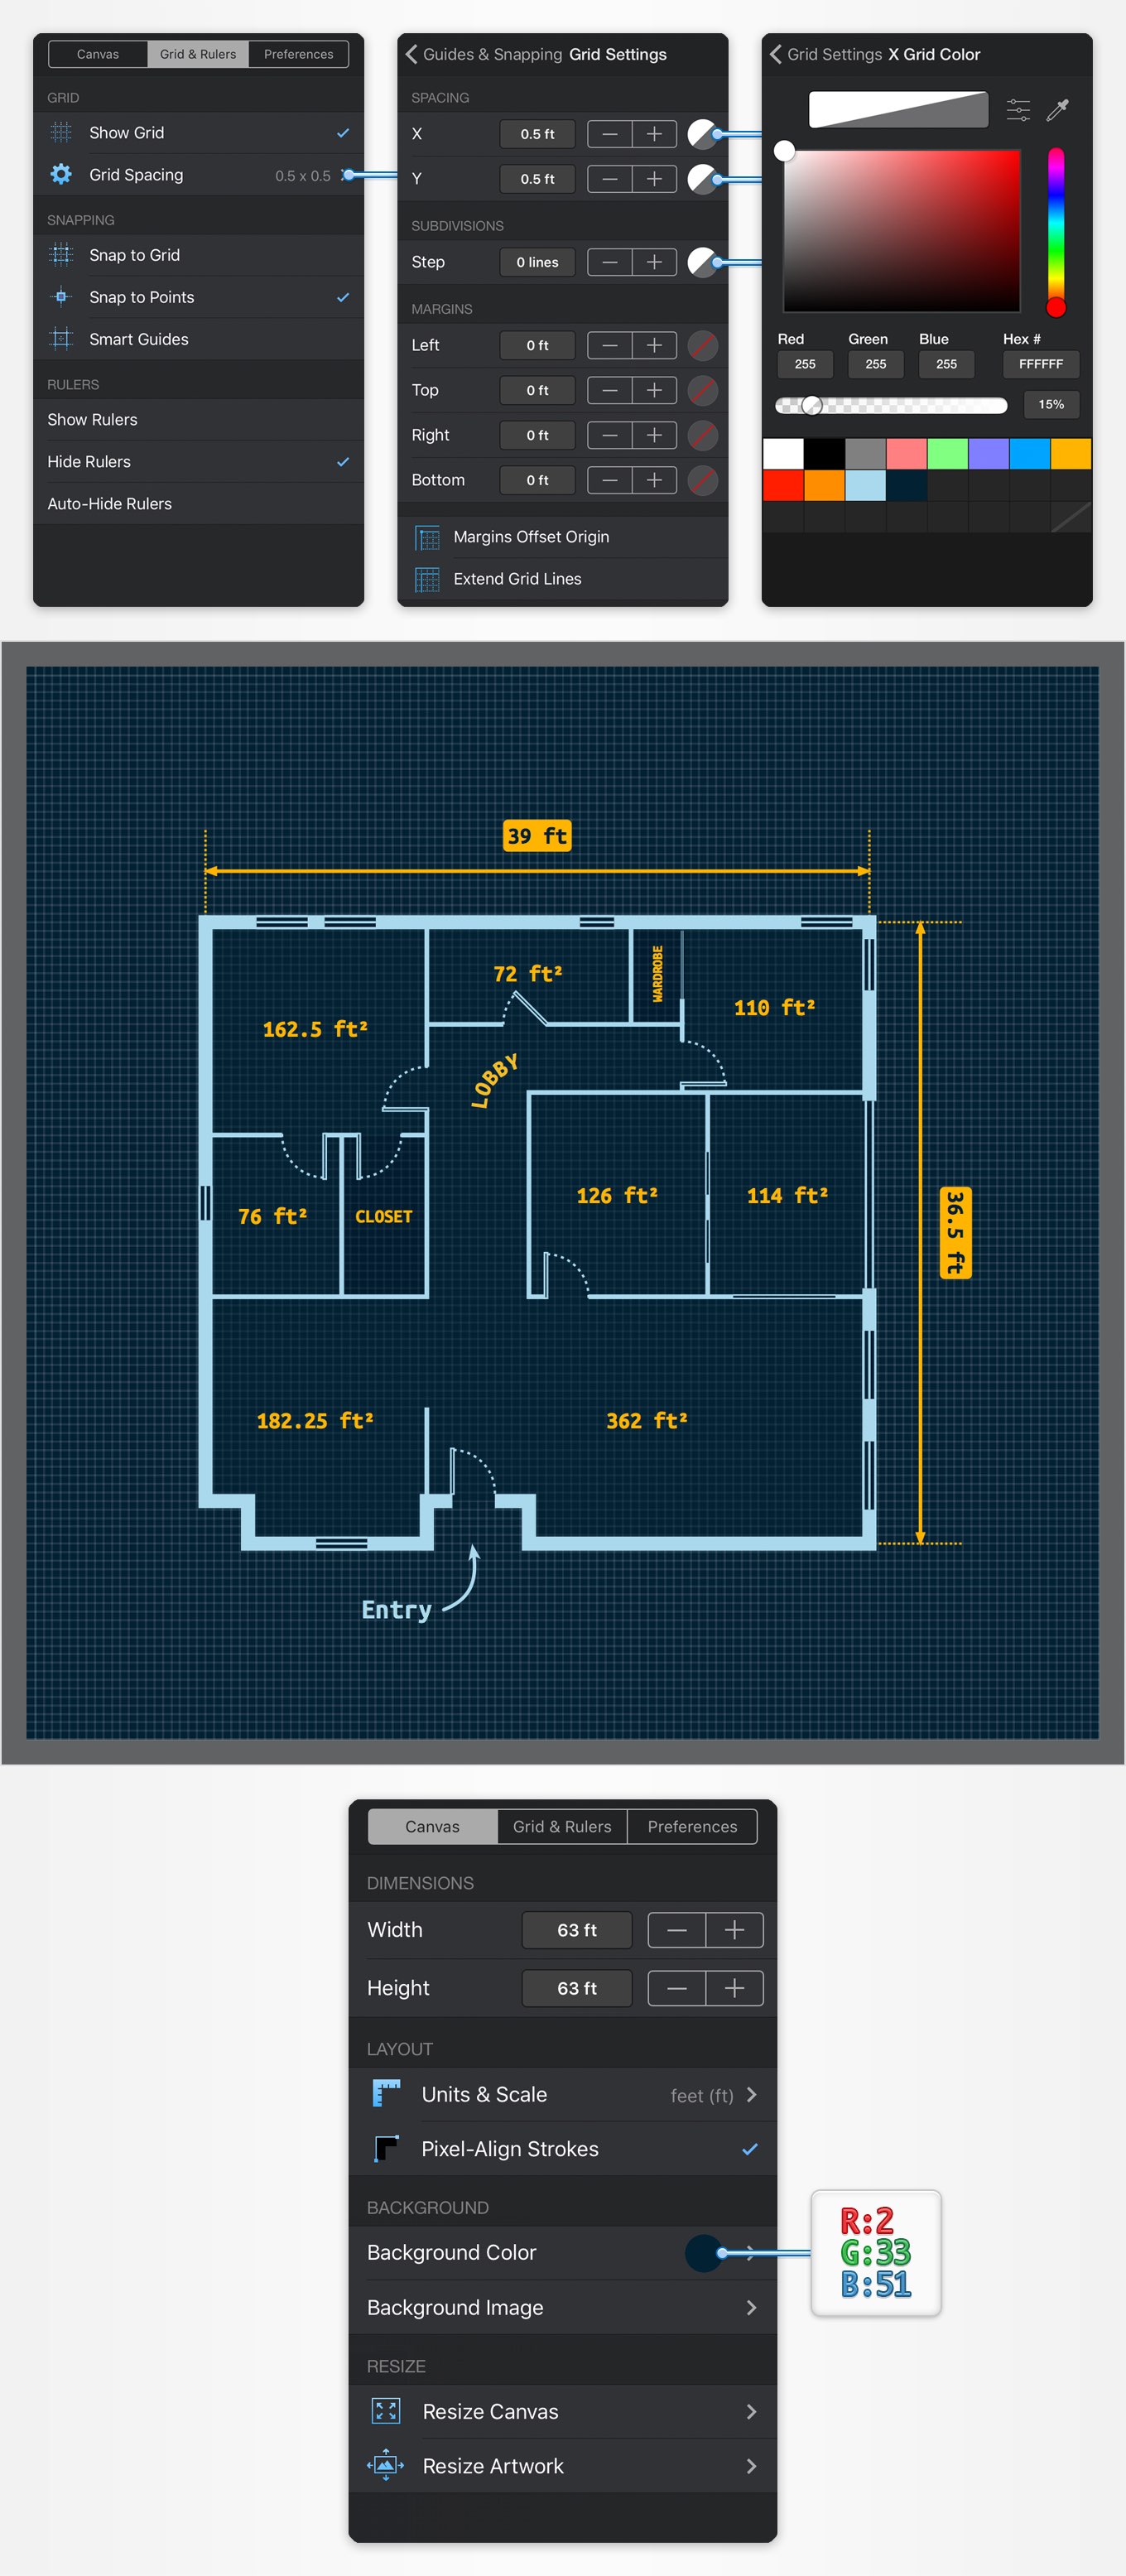 Canvas Grid & Rulers Preferences
GRID
Show Grid
Grid Spacing 0.5 x 0.5
SNAPPING
Snap to Grid
Snap to Points
Smart Guides
RULERS
Show Rulers
Hide Rulers
Auto-Hide Rulers
Guides & Snapping Grid Settings
SPACING
X 0.5 ft
Y 0.5 ft
SUBDIVISIONS
Step 0 lines
MARGINS
Left 0 ft
Top 0 ft
Right 0 ft
Bottom 0 ft
Margins Offset Origin
Extend Grid Lines
Grid Settings X Grid Color
Red Green Blue Hex #
255 255 255 FFFFFF
15%
39 ft
72 ft²
WARDROBE
110 ft²
162.5 ft²
LOBBY
126 ft²
114 ft²
36.5 ft
76 ft²
CLOSET
182.25 ft²
362 ft²
Entry
Canvas Grid & Rulers Preferences
DIMENSIONS
Width 63 ft
Height 63 ft
LAYOUT
Units & Scale feet (ft)
Pixel-Align Strokes
BACKGROUND
Background Color
R:2
G:33
B:51
Background Image
RESIZE
Resize Canvas
Resize Artwork